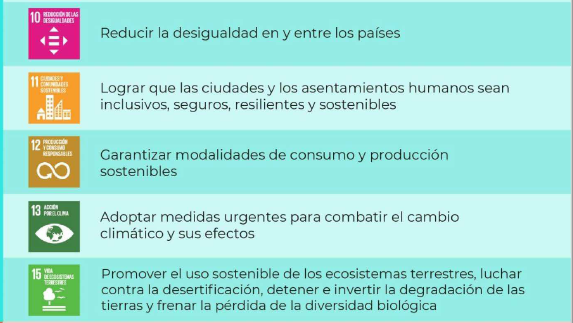 10 REDUCCIÓN DE LAS
DESIGUALDADES
Reducir la desigualdad en y entre los países
11 CIUDADES Y
COMUNIDADES
SOSTENIBLES
Lograr que las ciudades y los asentamientos humanos sean
inclusivos, seguros, resilientes y sostenibles
12 PRODUCCIÓN
Y CONSUMO
RESPONSABLES
Garantizar modalidades de consumo y producción
sostenibles
13 ACCIÓN
POR EL CLIMA
Adoptar medidas urgentes para combatir el cambio
climático y sus efectos
15 VIDA
DE ECOSISTEMAS
TERRESTRES
Promover el uso sostenible de los ecosistemas terrestres, luchar
contra la desertificación, detener e invertir la degradación de las
tierras y frenar la pérdida de la diversidad biológica